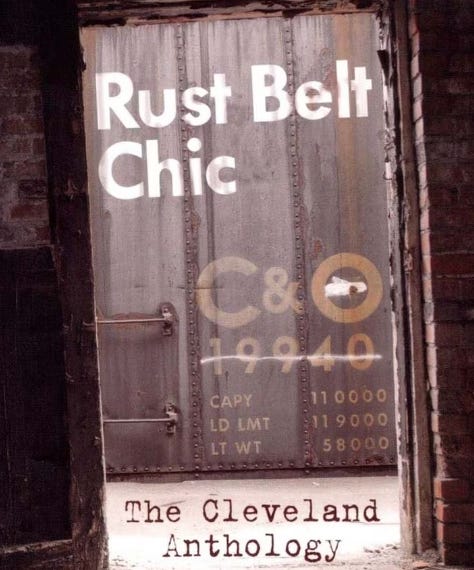 Rust Belt
Chic
C&O
19940
CAPY 110000
LD LMT 119000
LT WT 58000
The Cleveland
Anthology